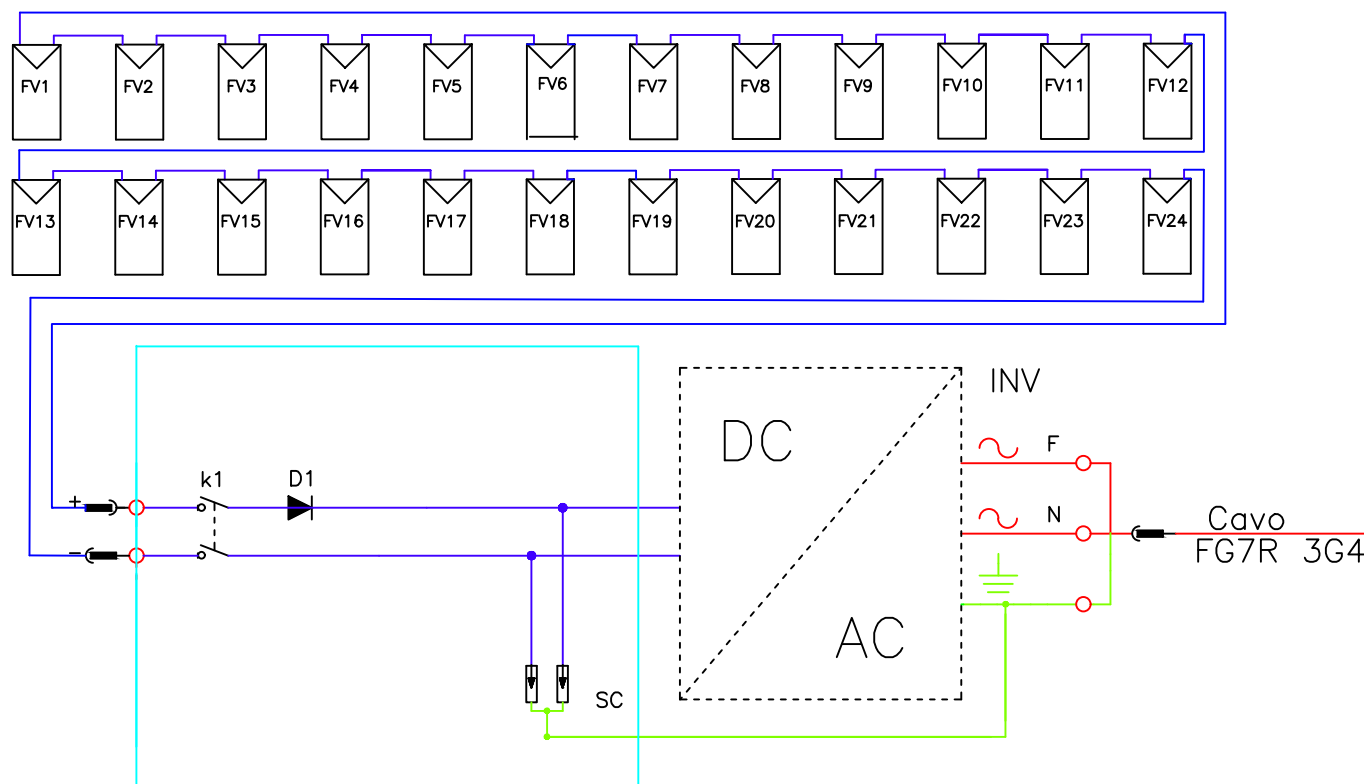 FV1 FV2 FV3 FV4 FV5 FV6 FV7 FV8 FV9 FV10 FV11 FV12
FV13 FV14 FV15 FV16 FV17 FV18 FV19 FV20 FV21 FV22 FV23 FV24
INV
DC
F
k1 D1
+
N
Cavo
FG7R 3G4
-
AC
SC